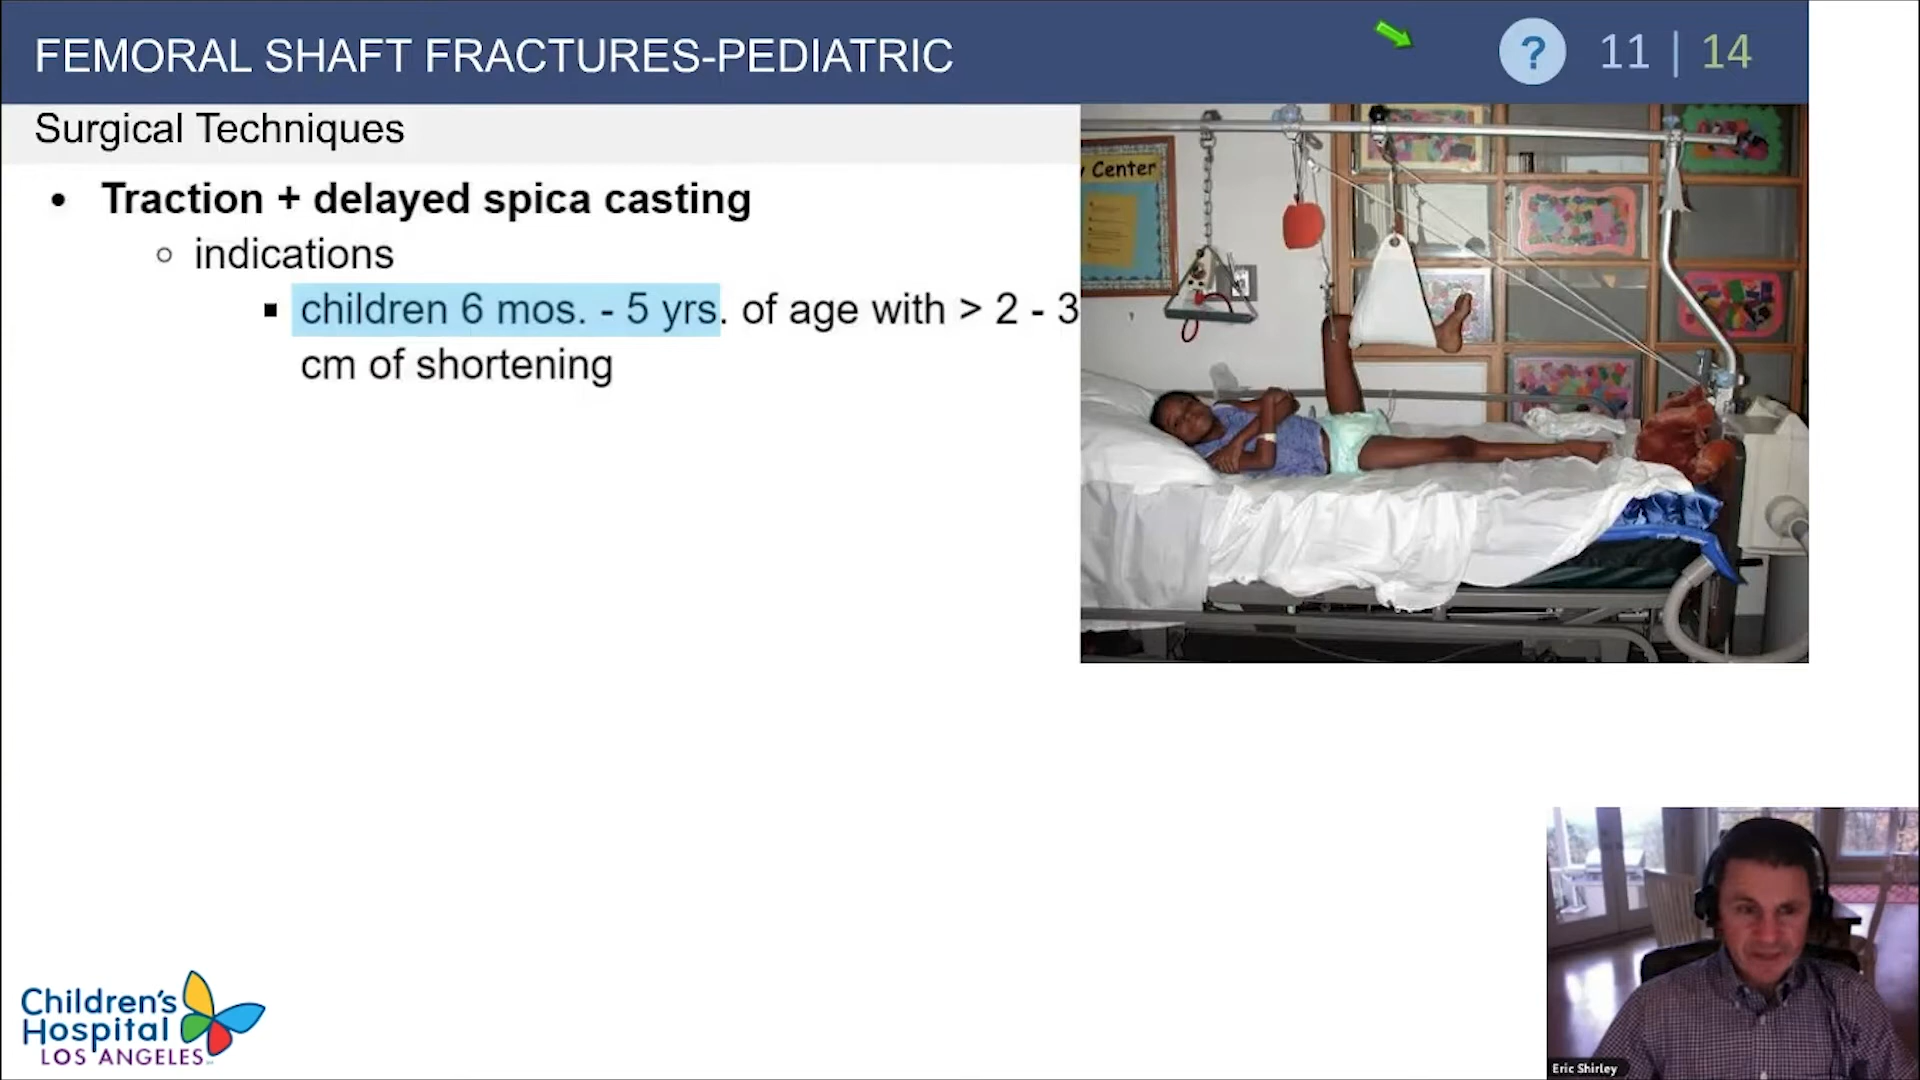 FEMORAL SHAFT FRACTURES-PEDIATRIC
? 11 | 14
Surgical Techniques
• Traction + delayed spica casting
○ indications
▪ children 6 mos. - 5 yrs. of age with > 2 - 3
cm of shortening
y Center
Children's
Hospital
LOS ANGELES
Eric Shirley